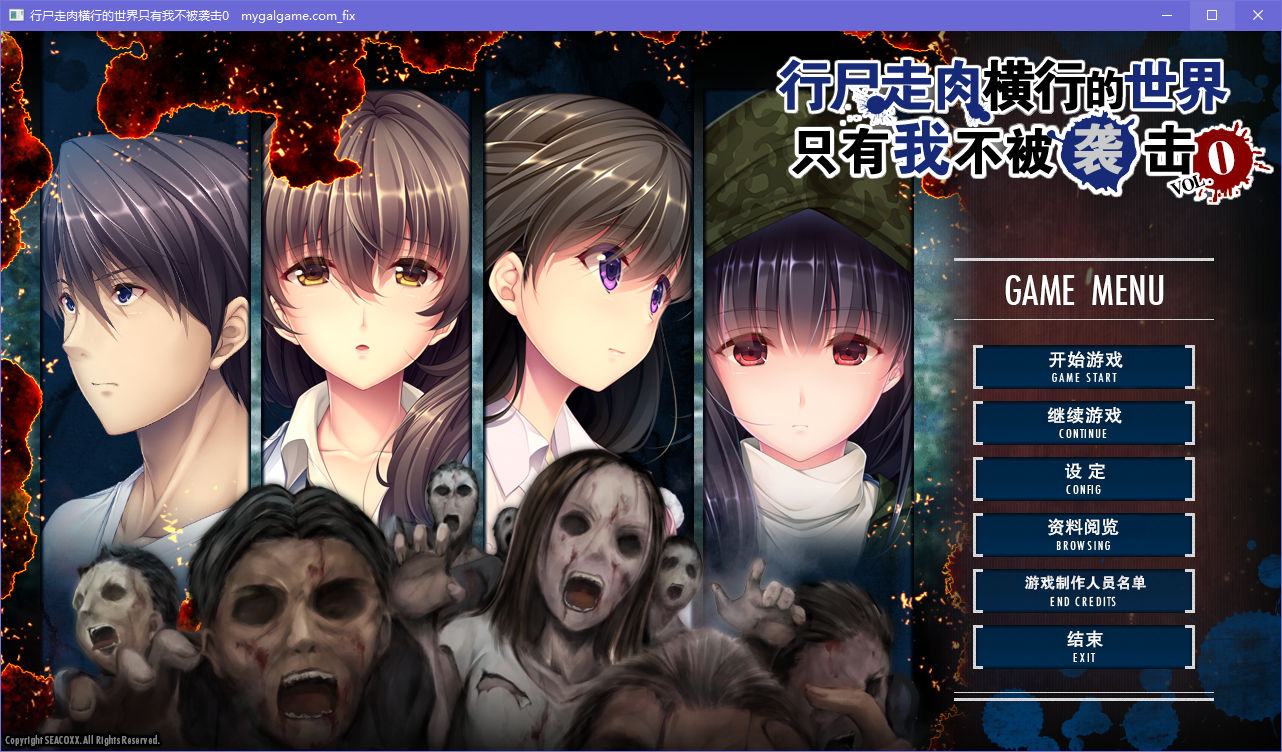 行尸走肉横行的世界只有我不被袭击0 mygalgame.com_fix
行尸走肉横行的世界
只有我不被袭击
VOL.0
GAME MENU
开始游戏
GAME START
继续游戏
CONTINUE
设 定
CONFIG
资料阅览
BROWSING
游戏制作人员名单
END CREDITS
结束
EXIT
Copyright SEACOXX. All Rights Reserved.